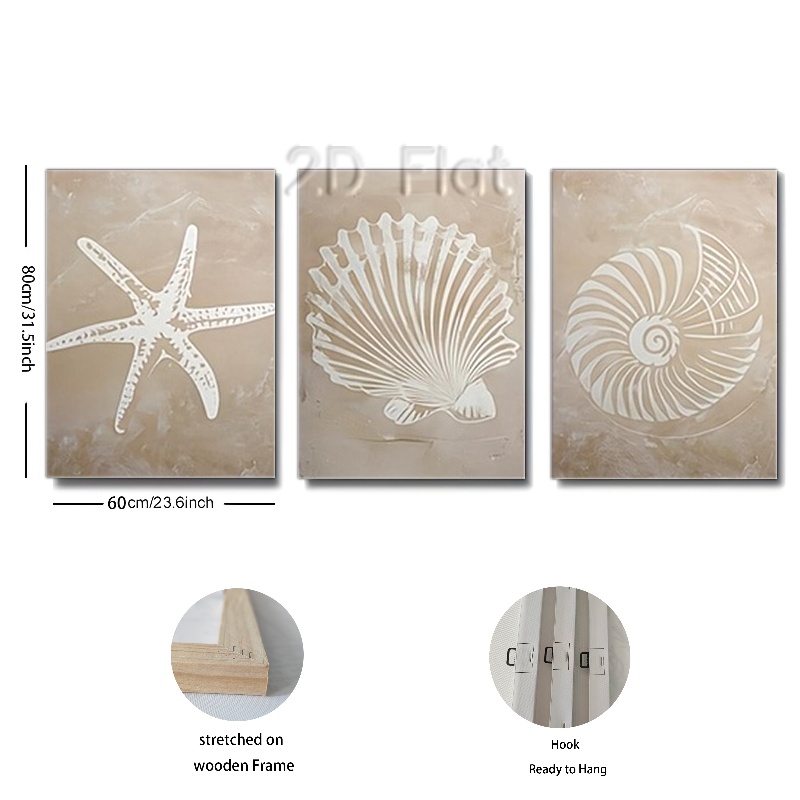 2D Flat
80cm/31.5inch
60cm/23.6inch
stretched on
wooden Frame
Hook
Ready to Hang